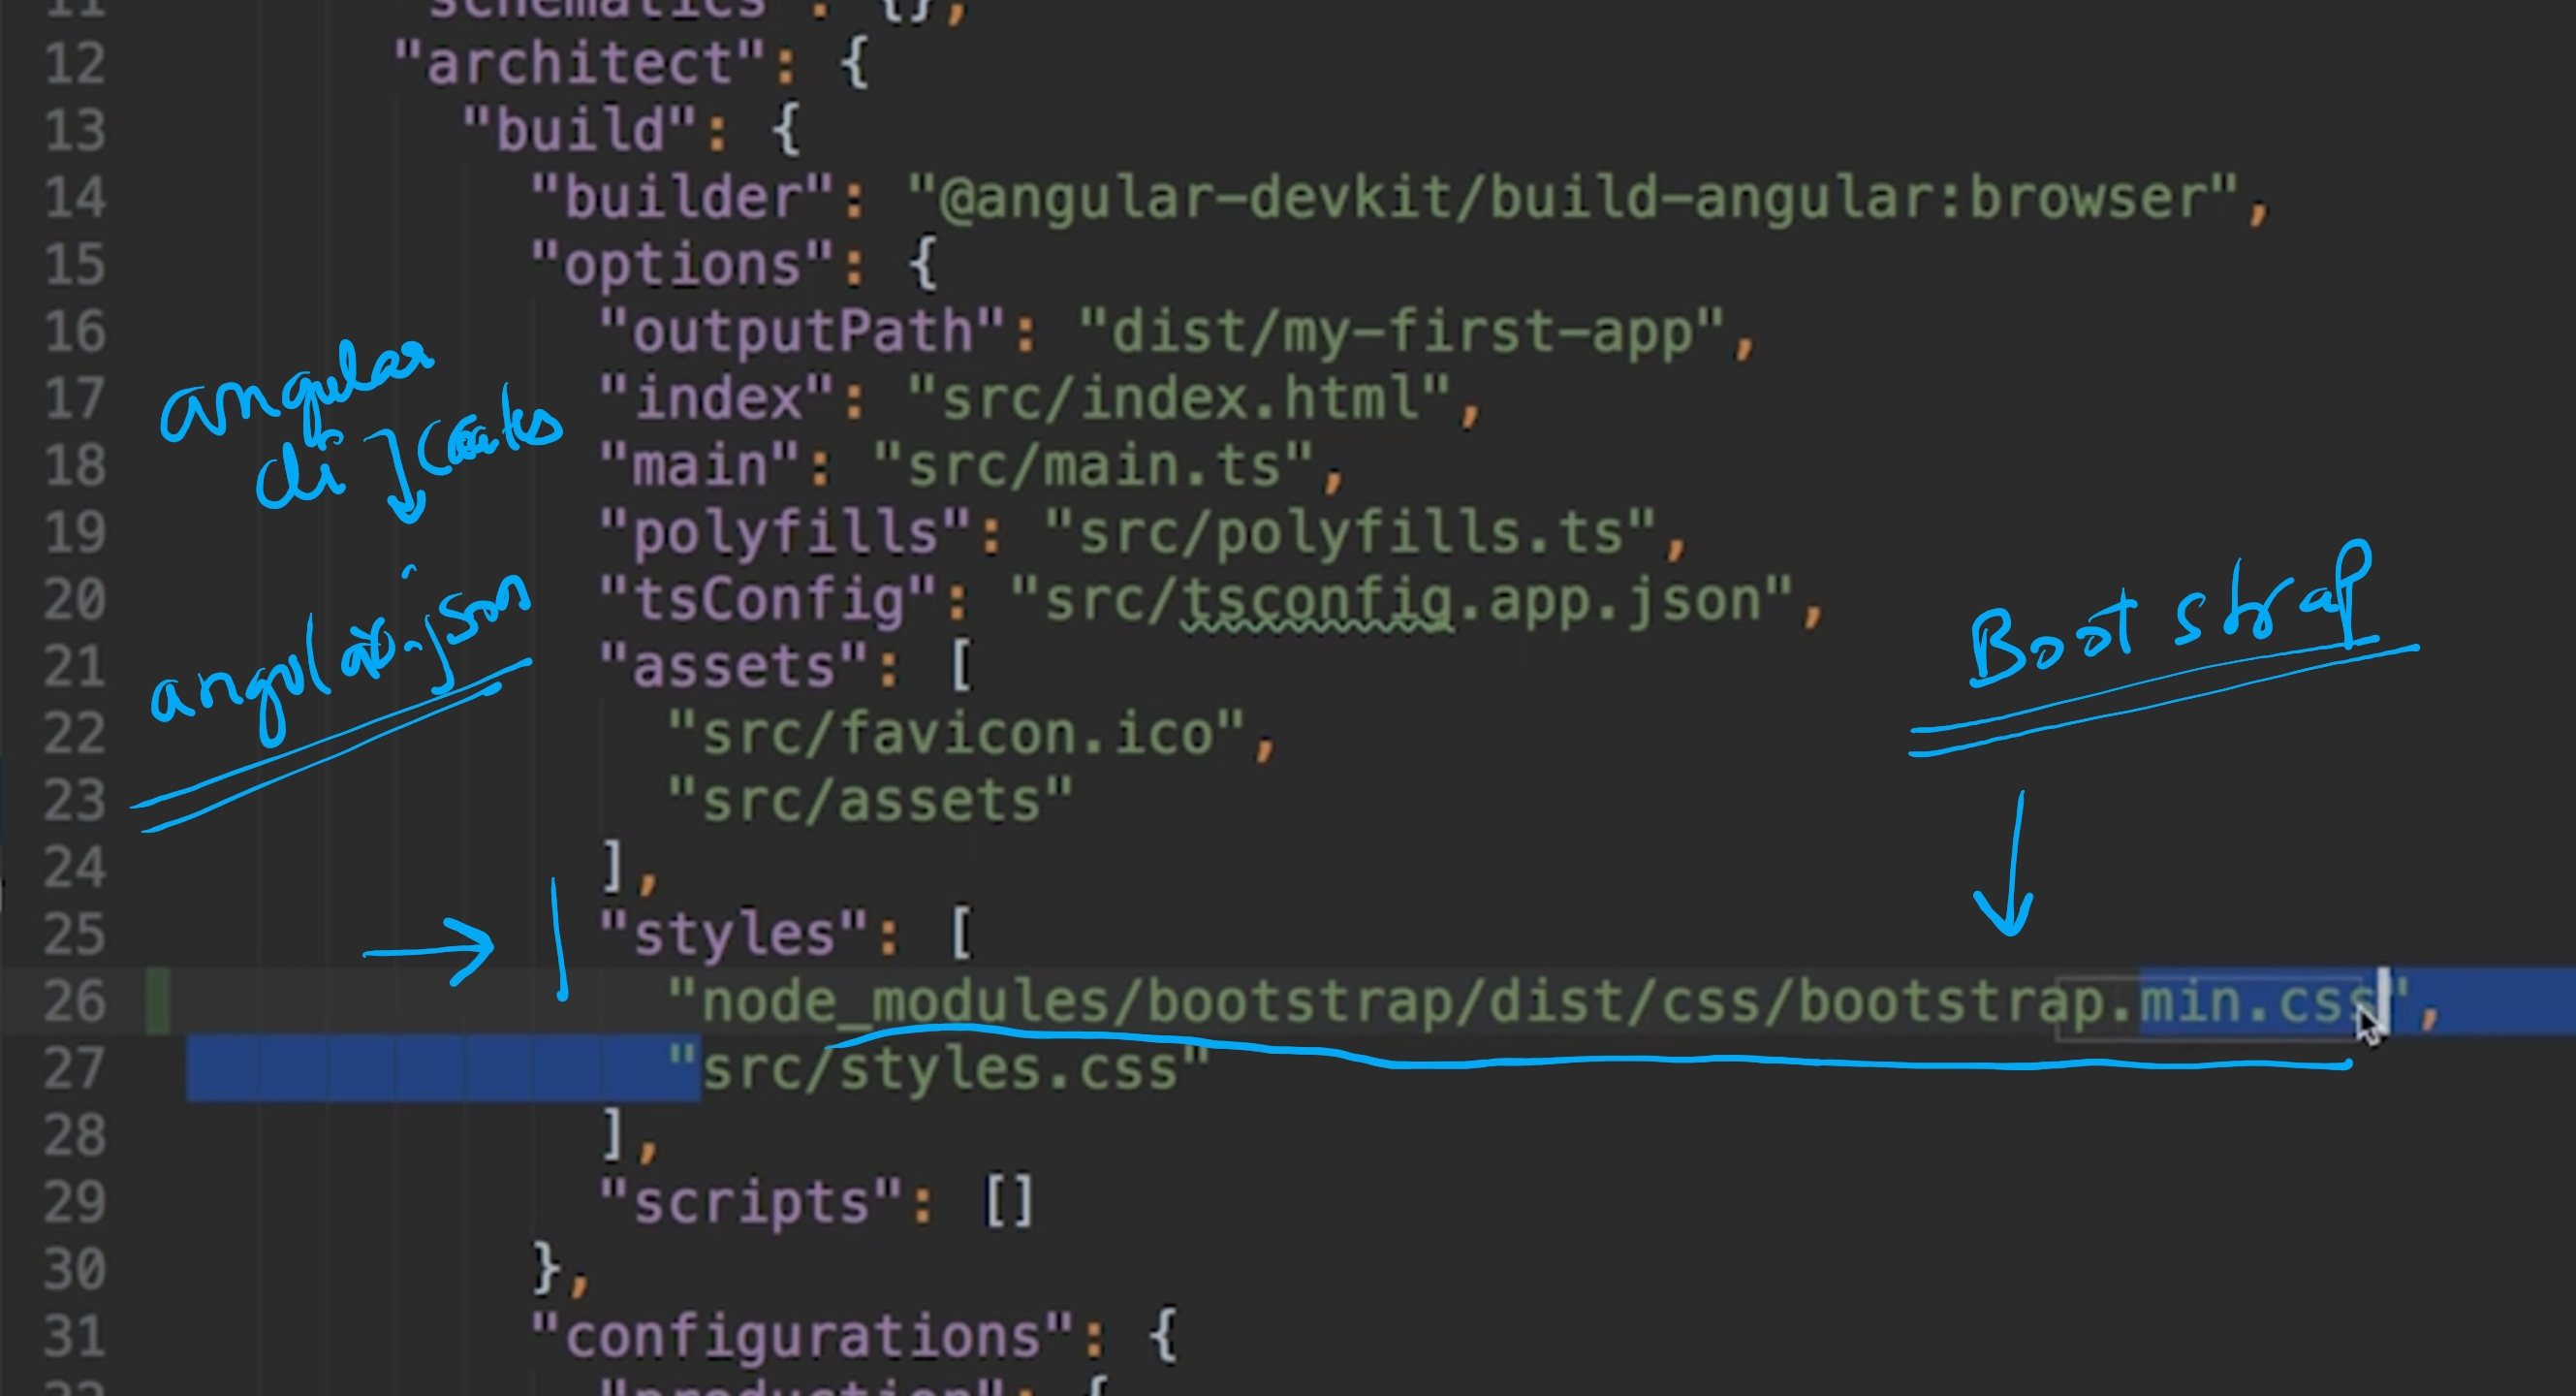 11 "schematics": {},
12 "architect": {
13 "build": {
14 "builder": "@angular-devkit/build-angular:browser",
15 "options": {
16 "outputPath": "dist/my-first-app",
17 "index": "src/index.html",
18 "main": "src/main.ts",
19 "polyfills": "src/polyfills.ts",
20 "tsConfig": "src/tsconfig.app.json",
21 "assets": [
22 "src/favicon.ico",
23 "src/assets"
24 ],
25 "styles": [
26 "node_modules/bootstrap/dist/css/bootstrap.min.css",
27 "src/styles.css"
28 ],
29 "scripts": []
30 },
31 "configurations": {
32 "production": {
angular
cli
angular.json
Bootstrap